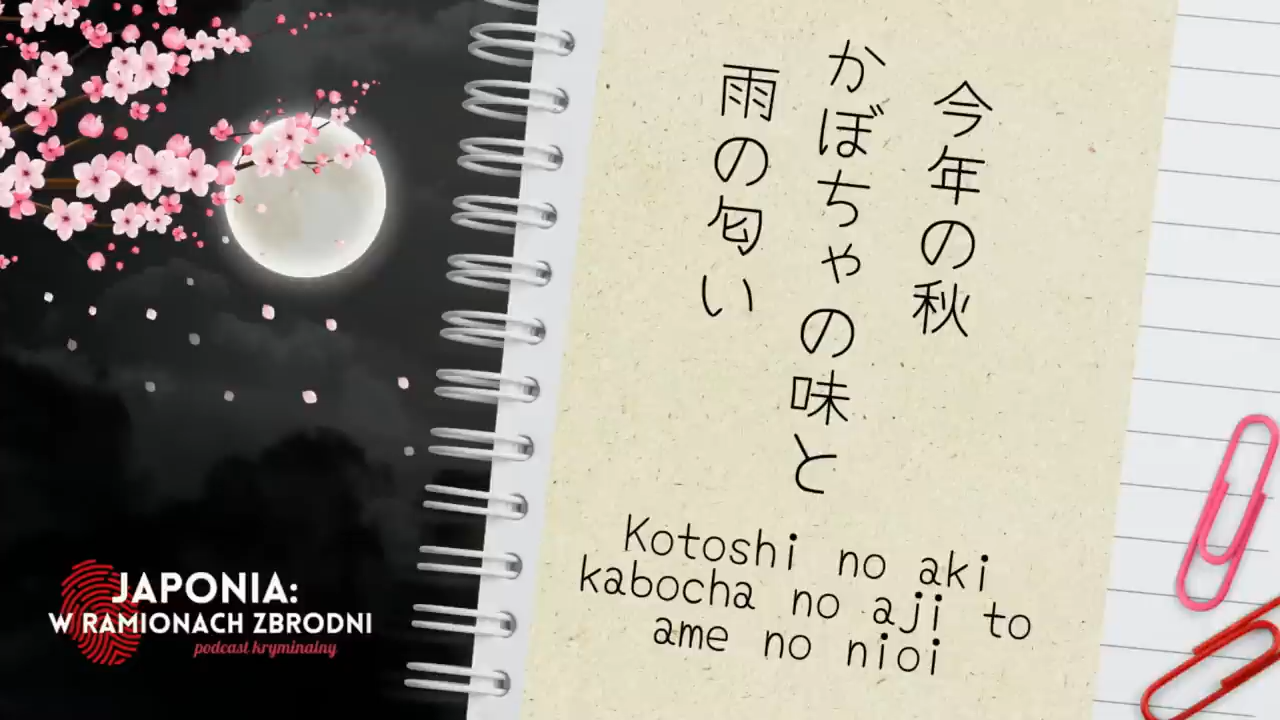 今年の秋
かぼちゃの味と
雨の匂い
Kotoshi no aki
kabocha no aji to
ame no nioi
JAPONIA:
W RAMIONACH ZBRODNI
podcast kryminalny